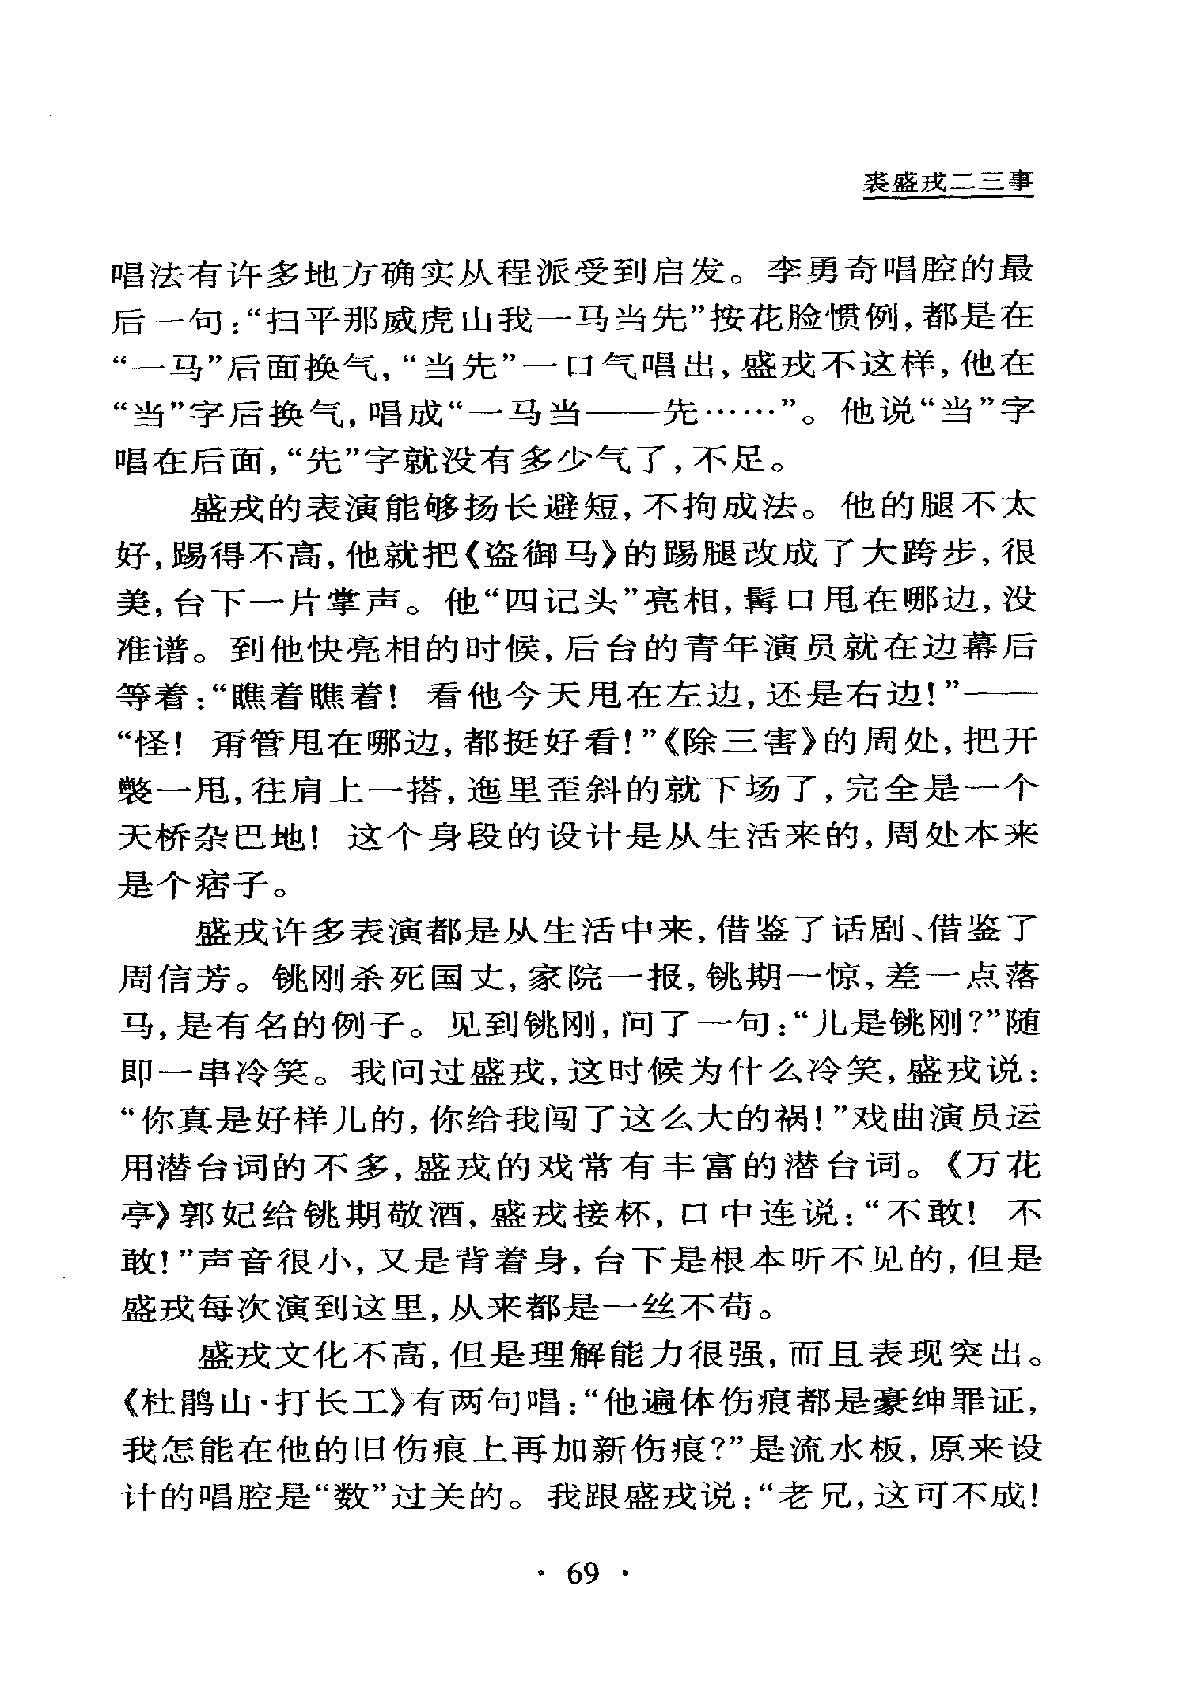 裘盛戎二三事
唱法有许多地方确实从程派受到启发。李勇奇唱腔的最
后一句：“扫平那威虎山我一马当先”按花脸惯例，都是在
“一马”后面换气，“当先”一口气唱出，盛戎不这样，他在
“当”字后换气，唱成“一马当——先……”。他说“当”字
唱在后面，“先”字就没有多少气了，不足。
盛戎的表演能够扬长避短，不拘成法。他的腿不太
好，踢得不高，他就把《盗御马》的踢腿改成了大跨步，很
美，台下一片掌声。他“四记头”亮相，髯口甩在哪边，没
准谱。到他快亮相的时候，后台的青年演员就在边幕后
等着：“瞧着瞧着！看他今天甩在左边，还是右边！”——
“怪！甭管甩在哪边，都挺好看！”《除三害》的周处，把开
氅一甩，往肩上一搭，迤里歪斜的就下场了，完全是一个
天桥杂巴地！这个身段的设计是从生活来的，周处本来
是个痞子。
盛戎许多表演都是从生活中来，借鉴了话剧、借鉴了
周信芳。铫刚杀死国丈，家院一报，铫期一惊，差一点落
马，是有名的例子。见到铫刚，问了一句：“儿是铫刚？”随
即一串冷笑。我问过盛戎，这时候为什么冷笑，盛戎说：
“你真是好样儿的，你给我闯了这么大的祸！”戏曲演员运
用潜台词的不多，盛戎的戏常有丰富的潜台词。《万花
亭》郭妃给铫期敬酒，盛戎接杯，口中连说：“不敢！不
敢！”声音很小，又是背着身，台下是根本听不见的，但是
盛戎每次演到这里，从来都是一丝不苟。
盛戎文化不高，但是理解能力很强，而且表现突出。
《杜鹃山·打长工》有两句唱：“他遍体伤痕都是豪绅罪证，
我怎能在他的旧伤痕上再加新伤痕？”是流水板，原来设
计的唱腔是“数”过关的。我跟盛戎说：“老兄，这可不成！
· 69 ·